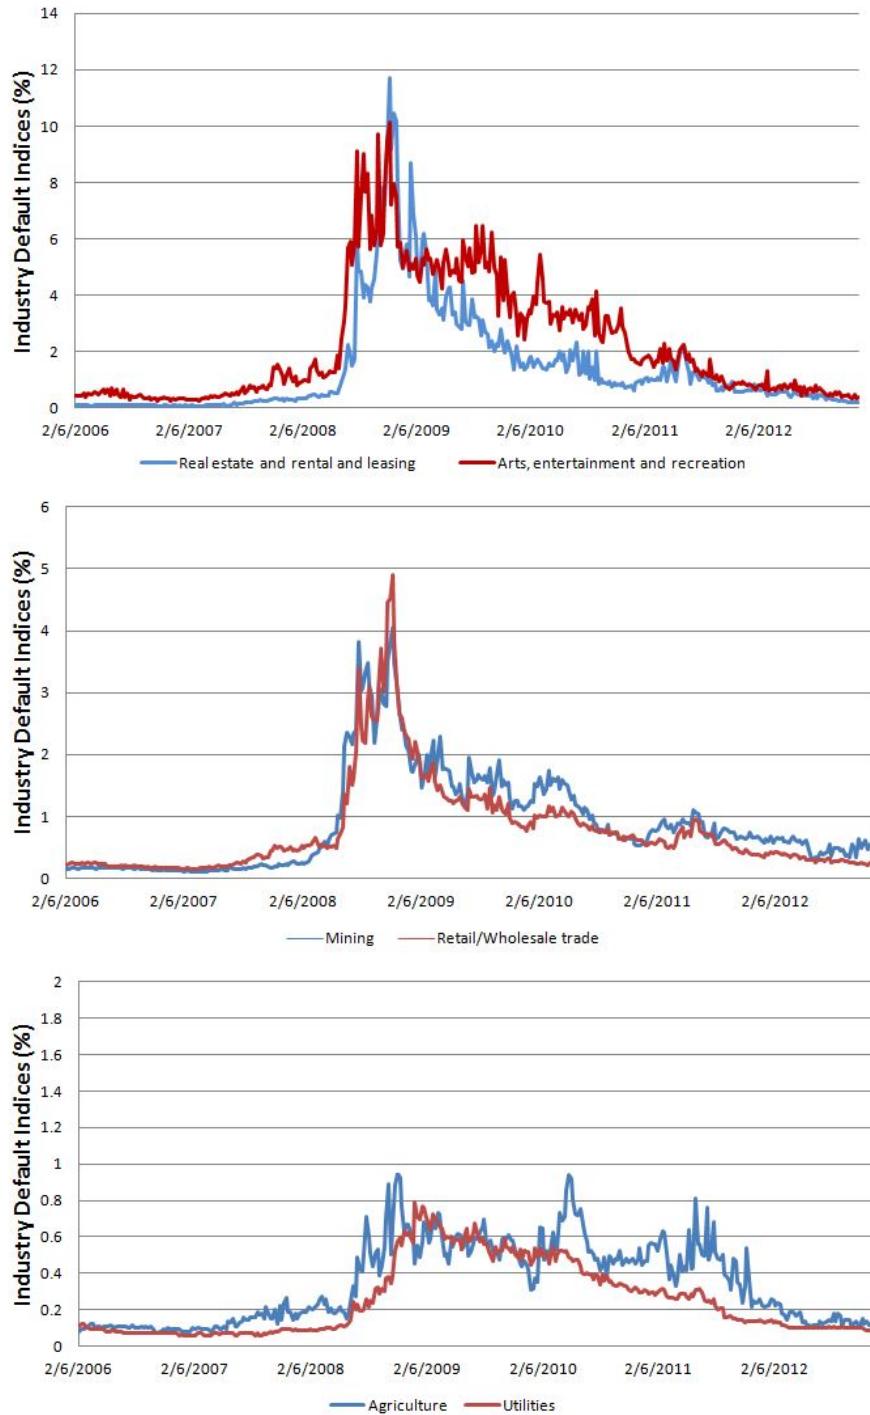 Industry Default Indices (%)
14
12
10
8
6
4
2
0
2/6/2006 2/6/2007 2/6/2008 2/6/2009 2/6/2010 2/6/2011 2/6/2012
Real estate and rental and leasing Arts, entertainment and recreation
Industry Default Indices (%)
6
5
4
3
2
1
0
2/6/2006 2/6/2007 2/6/2008 2/6/2009 2/6/2010 2/6/2011 2/6/2012
Mining Retail/Wholesale trade
Industry Default Indices (%)
2
1.8
1.6
1.4
1.2
1
0.8
0.6
0.4
0.2
0
2/6/2006 2/6/2007 2/6/2008 2/6/2009 2/6/2010 2/6/2011 2/6/2012
Agriculture Utilities